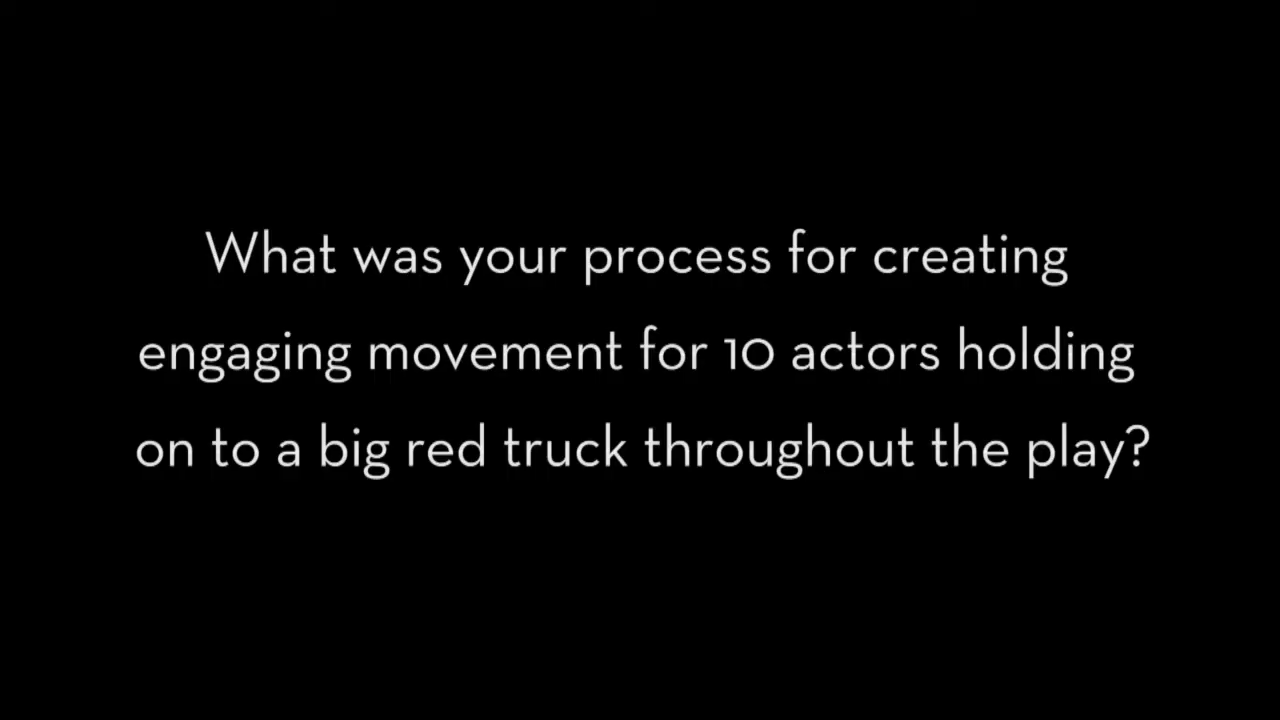 What was your process for creating
engaging movement for 10 actors holding
on to a big red truck throughout the play?